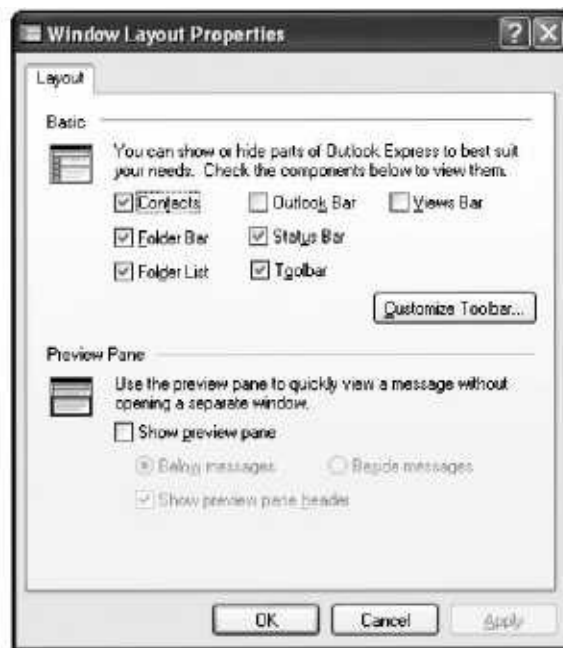 Window Layout Properties
Layout
Basic
You can show or hide parts of Outlook Express to best suit
your needs. Check the components below to view them.
Contacts Outlook Bar Views Bar
Folder Bar Status Bar
Folder List Toolbar
Customize Toolbar...
Preview Pane
Use the preview pane to quickly view a message without
opening a separate window.
Show preview pane
Below messages Beside messages
Show preview pane header
OK Cancel Apply